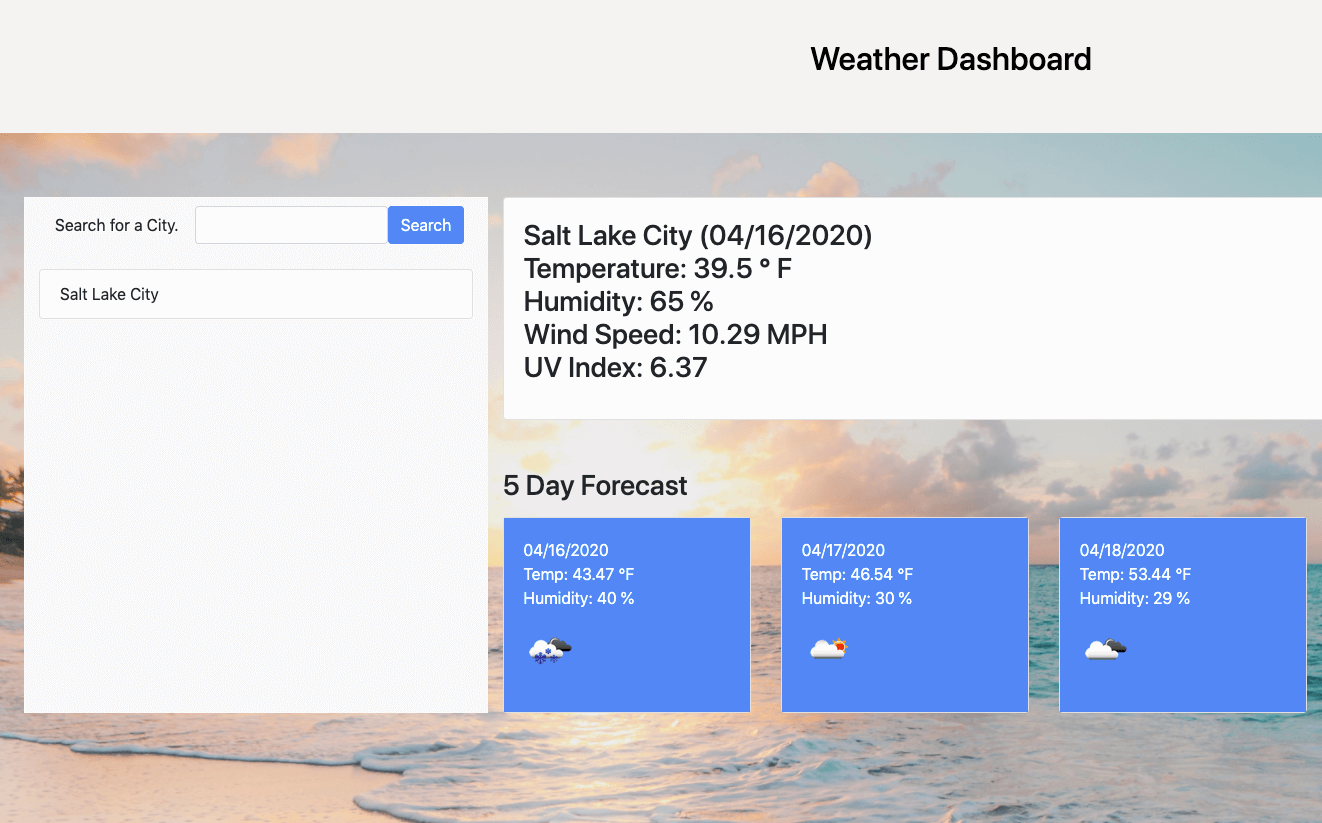 Weather Dashboard
Search for a City.
Search
Salt Lake City
Salt Lake City (04/16/2020)
Temperature: 39.5 ° F
Humidity: 65 %
Wind Speed: 10.29 MPH
UV Index: 6.37
5 Day Forecast
04/16/2020
Temp: 43.47 °F
Humidity: 40 %
04/17/2020
Temp: 46.54 °F
Humidity: 30 %
04/18/2020
Temp: 53.44 °F
Humidity: 29 %